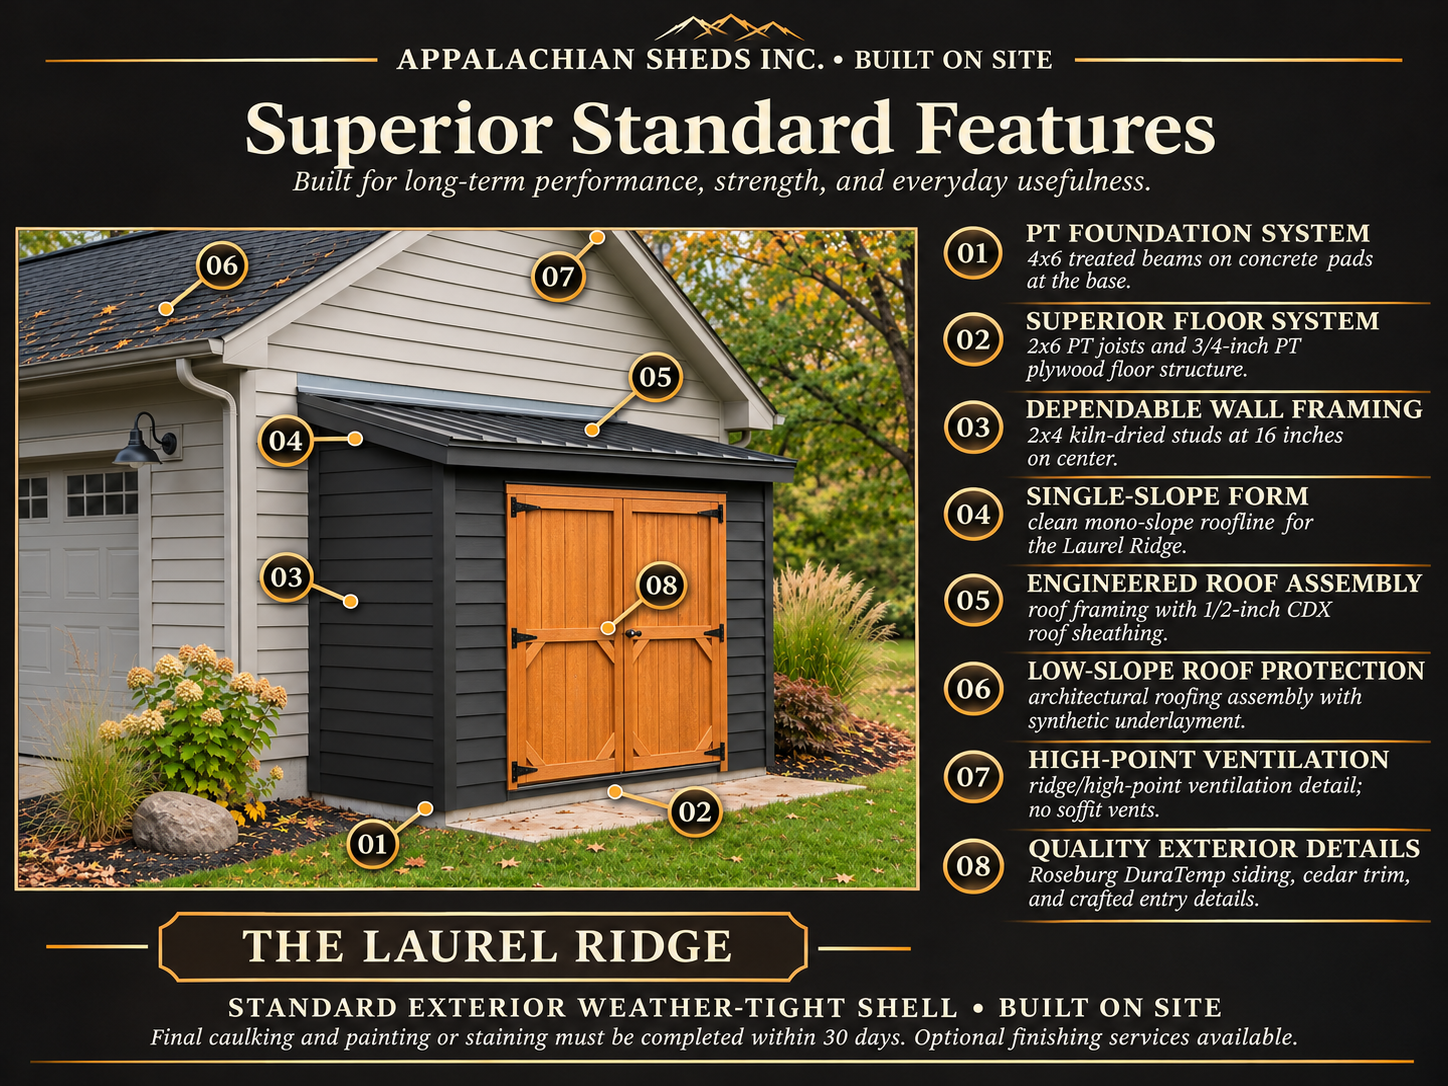 APPALACHIAN SHEDS INC. • BUILT ON SITE
Superior Standard Features
Built for long-term performance, strength, and everyday usefulness.
06
07
05
04
03
08
02
01
01 PT FOUNDATION SYSTEM
4x6 treated beams on concrete pads
at the base.
02 SUPERIOR FLOOR SYSTEM
2x6 PT joists and 3/4-inch PT
plywood floor structure.
03 DEPENDABLE WALL FRAMING
2x4 kiln-dried studs at 16 inches
on center.
04 SINGLE-SLOPE FORM
clean mono-slope roofline for
the Laurel Ridge.
05 ENGINEERED ROOF ASSEMBLY
roof framing with 1/2-inch CDX
roof sheathing.
06 LOW-SLOPE ROOF PROTECTION
architectural roofing assembly with
synthetic underlayment.
07 HIGH-POINT VENTILATION
ridge/high-point ventilation detail;
no soffit vents.
08 QUALITY EXTERIOR DETAILS
Roseburg DuraTemp siding, cedar trim,
and crafted entry details.
THE LAUREL RIDGE
STANDARD EXTERIOR WEATHER-TIGHT SHELL • BUILT ON SITE
Final caulking and painting or staining must be completed within 30 days. Optional finishing services available.